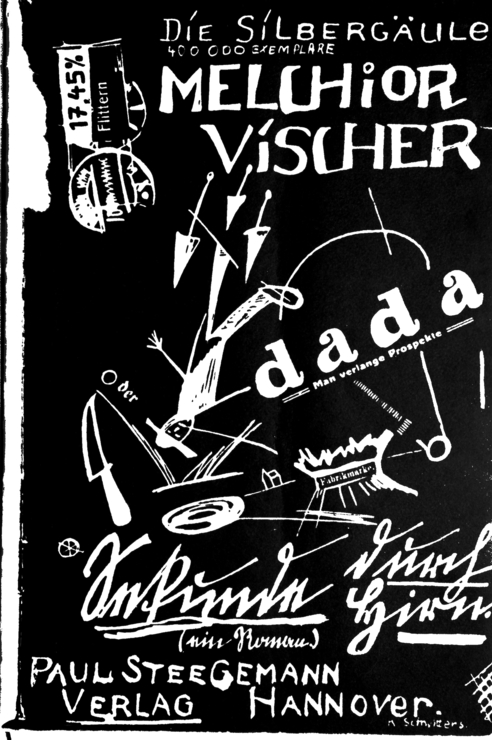 DIE SILBERGÄULE
400 000 EXEMPLARE
MELCHIOR
VISCHER
17.45%
Flittern
dada
Man verlange Prospekte
der
Fabrikmarke.
Sekunde durch
Hirn.
(ein Roman)
PAUL STEEGEMANN
VERLAG HANNOVER.
K. Schwitters.